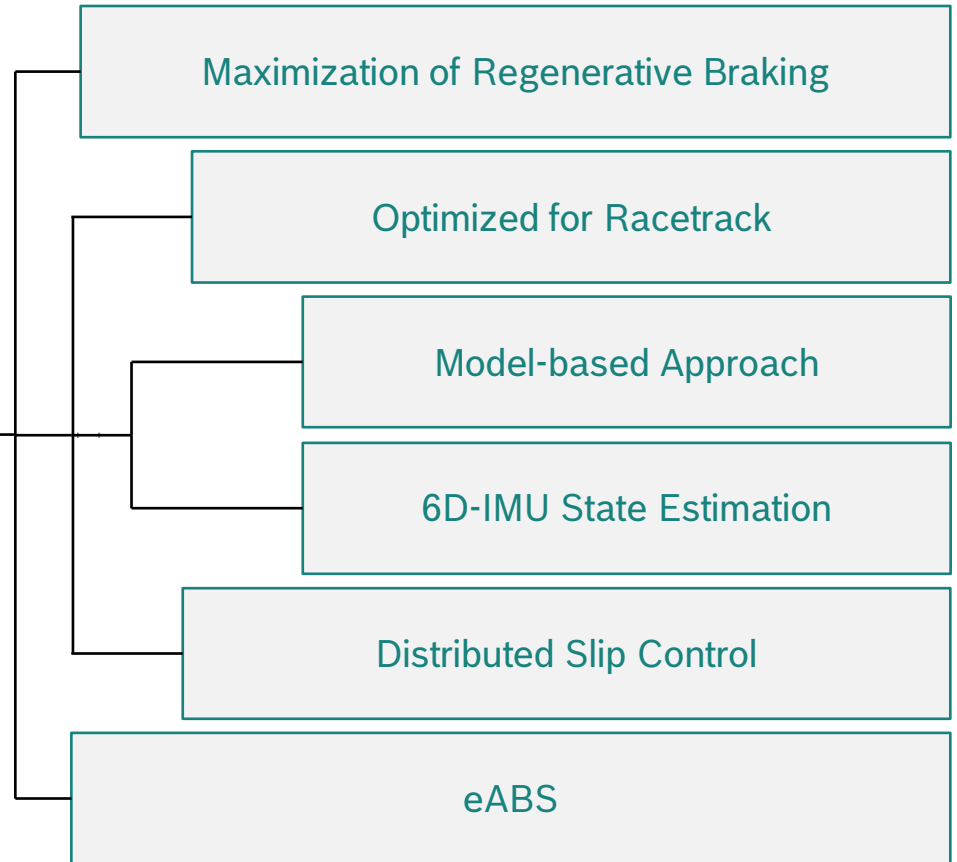 Maximization of Regenerative Braking
Optimized for Racetrack
Model-based Approach
6D-IMU State Estimation
Distributed Slip Control
eABS